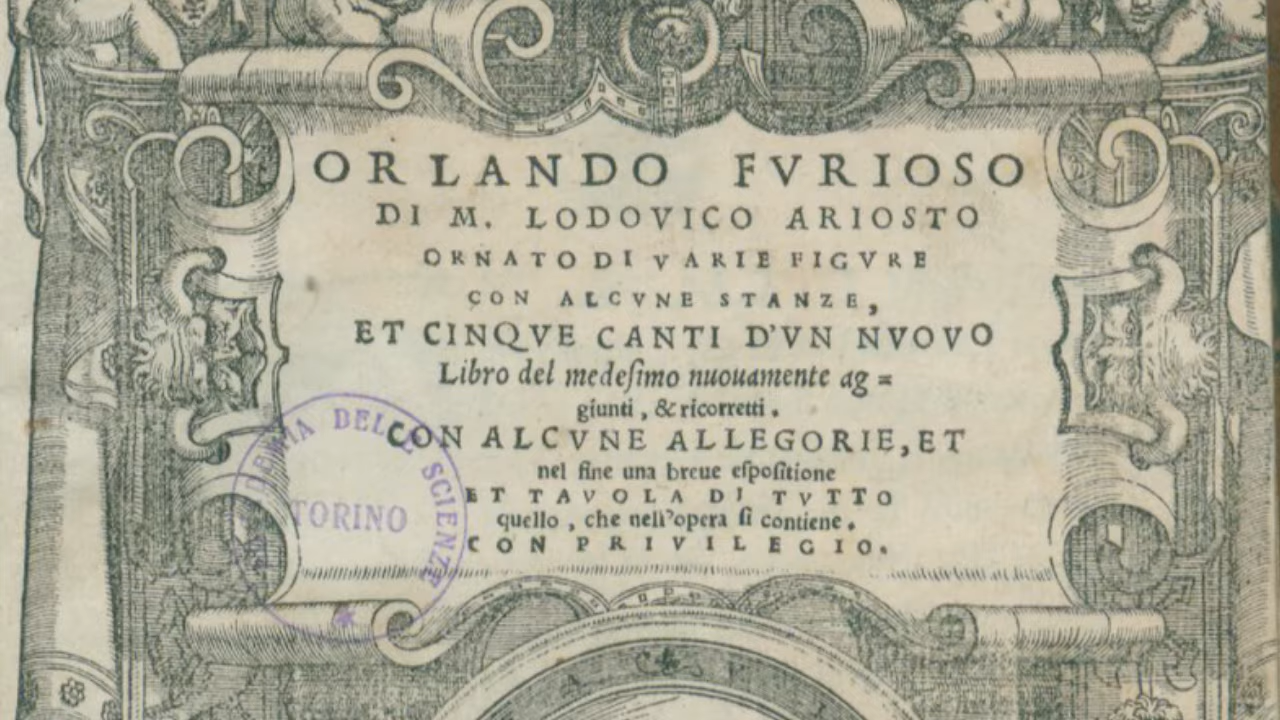 ORLANDO FVRIOSO
DI M. LODOVICO ARIOSTO
ORNATO DI VARIE FIGVRE
CON ALCVNE STANZE,
ET CINQVE CANTI D'VN NVOVO
Libro del medeſimo nuouamente ag=
giunti, & ricorretti.
CON ALCVNE ALLEGORIE, ET
nel fine una breue eſpoſitione
ET TAVOLA DI TVTTO
quello, che nell'opera ſi contiene.
CON PRIVILEGIO.
DELLE SCIENZE
TORINO